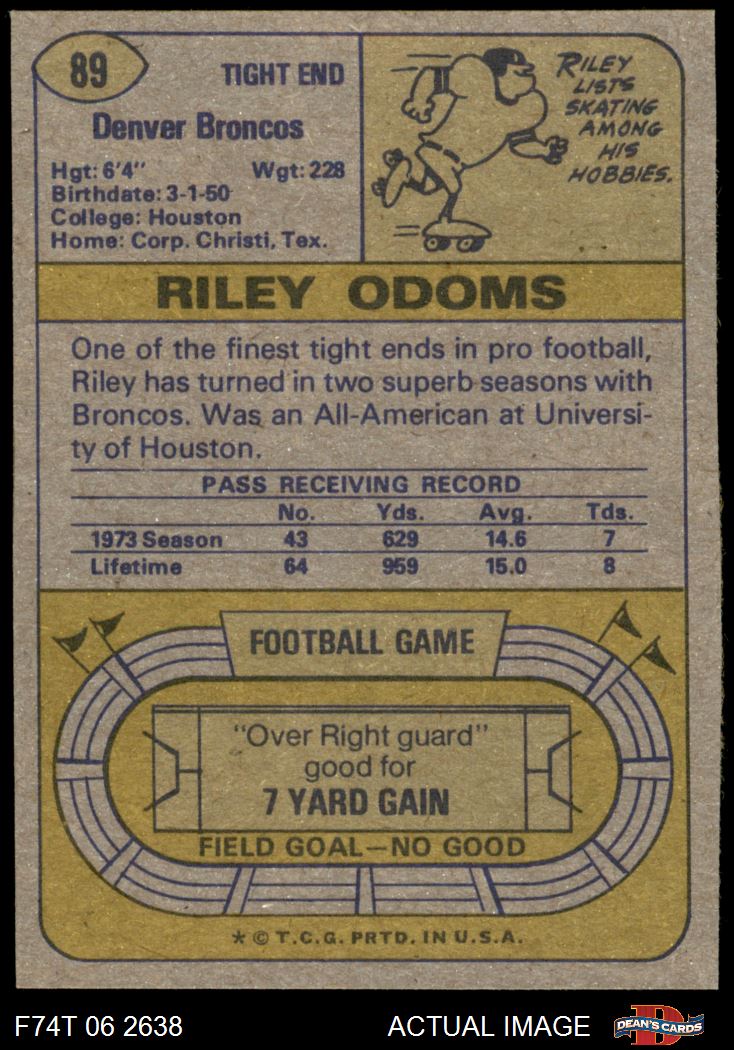 89
TIGHT END
Denver Broncos
Hgt: 6'4" Wgt: 228
Birthdate: 3-1-50
College: Houston
Home: Corp. Christi, Tex.
RILEY
LISTS
SKATING
AMONG
HIS
HOBBIES.
RILEY ODOMS
One of the finest tight ends in pro football,
Riley has turned in two superb seasons with
Broncos. Was an All-American at Universi-
ty of Houston.
PASS RECEIVING RECORD
No. Yds. Avg. Tds.
1973 Season 43 629 14.6 7
Lifetime 64 959 15.0 8
FOOTBALL GAME
"Over Right guard"
good for
7 YARD GAIN
FIELD GOAL—NO GOOD
* © T.C.G. PRTD. IN U.S.A.
F74T 06 2638 ACTUAL IMAGE
D
DEAN'S CARDS